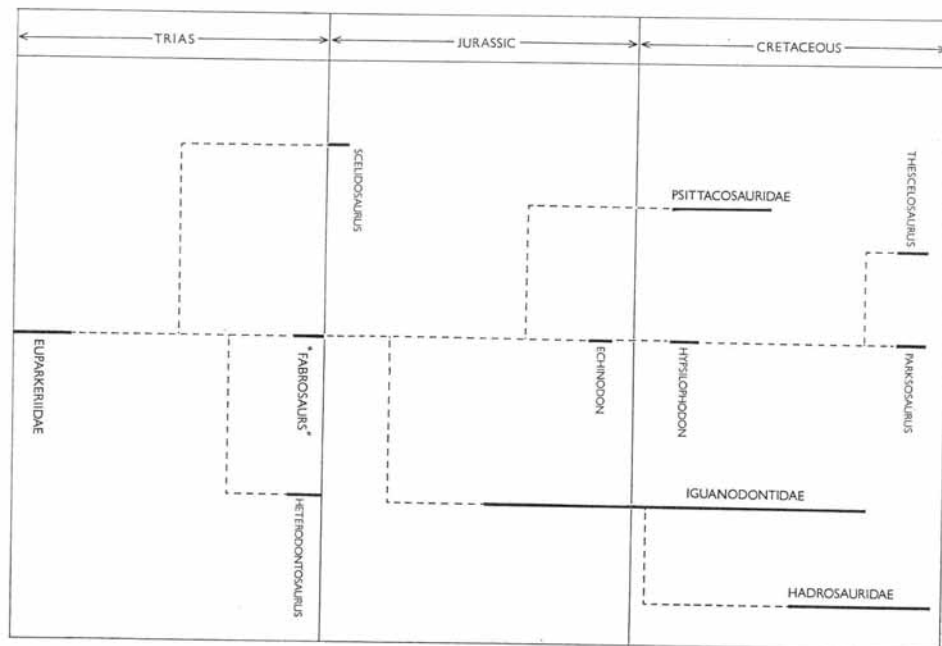 TRIAS
JURASSIC
CRETACEOUS
SCELIDOSAURUS
PSITTACOSAURIDAE
THESCELOSAURUS
EUPARKERIIDAE
"FABROSAURS"
ECHINODON
HYPSILOPHODON
PARKSOSAURUS
HETERODONTOSAURUS
IGUANODONTIDAE
HADROSAURIDAE